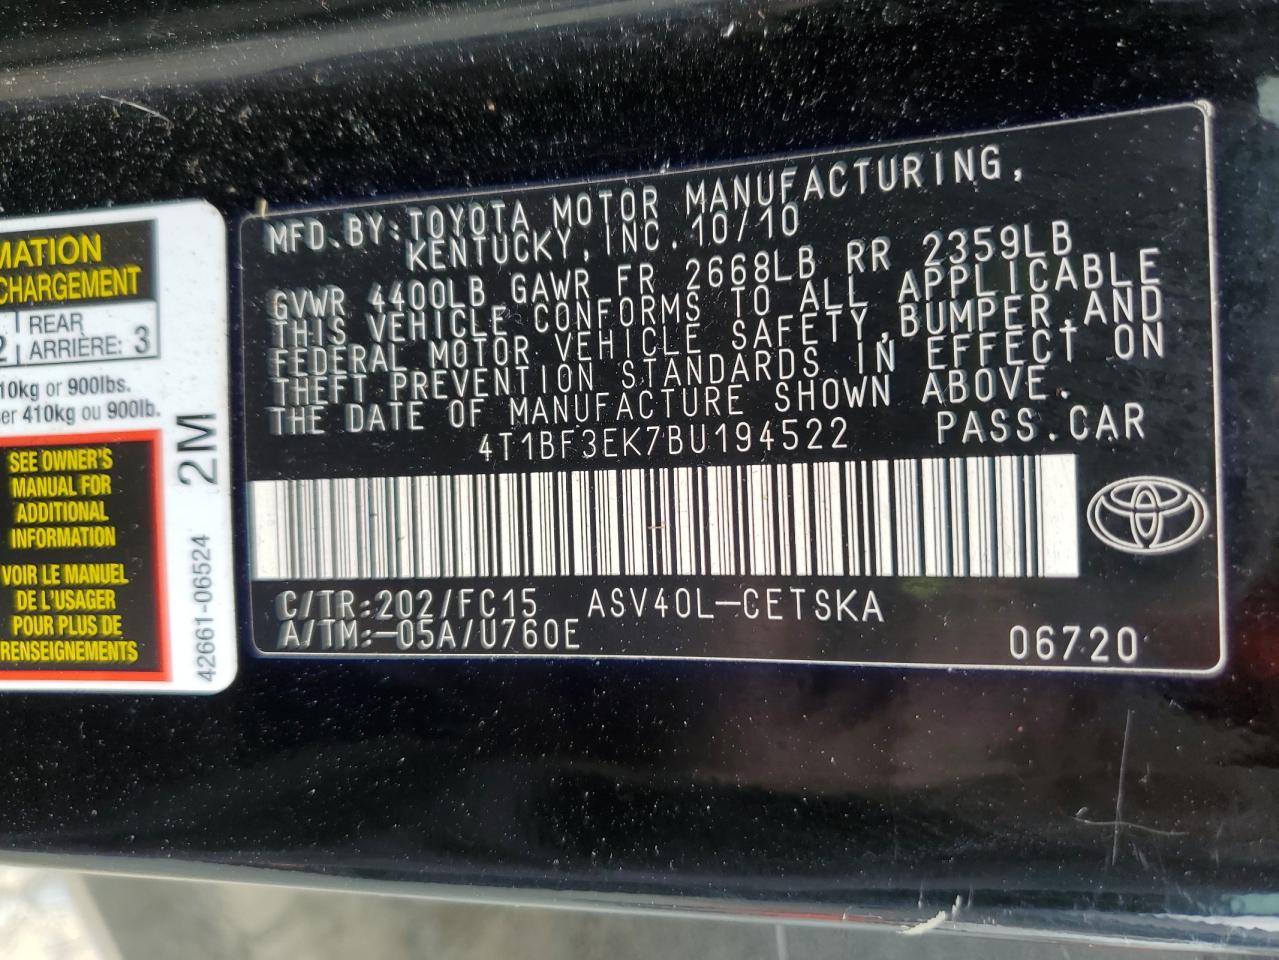 MATION
CHARGEMENT
2 REAR
ARRIÈRE: 3
10kg or 900lbs.
ser 410kg ou 900lb.
SEE OWNER'S
MANUAL FOR
ADDITIONAL
INFORMATION
VOIR LE MANUEL
DE L'USAGER
POUR PLUS DE
RENSEIGNEMENTS
2M
42661-06524
MFD.BY:TOYOTA MOTOR MANUFACTURING,
KENTUCKY,INC.10/10
GVWR 4400LB GAWR FR 2668LB RR 2359LB
THIS VEHICLE CONFORMS TO ALL APPLICABLE
FEDERAL MOTOR VEHICLE SAFETY,BUMPER,AND
THEFT PREVENTION STANDARDS IN EFFECT ON
THE DATE OF MANUFACTURE SHOWN ABOVE.
4T1BF3EK7BU194522 PASS.CAR
C/TR:202/FC15 ASV40L-CETSKA
A/TM:-05A/U760E
06720